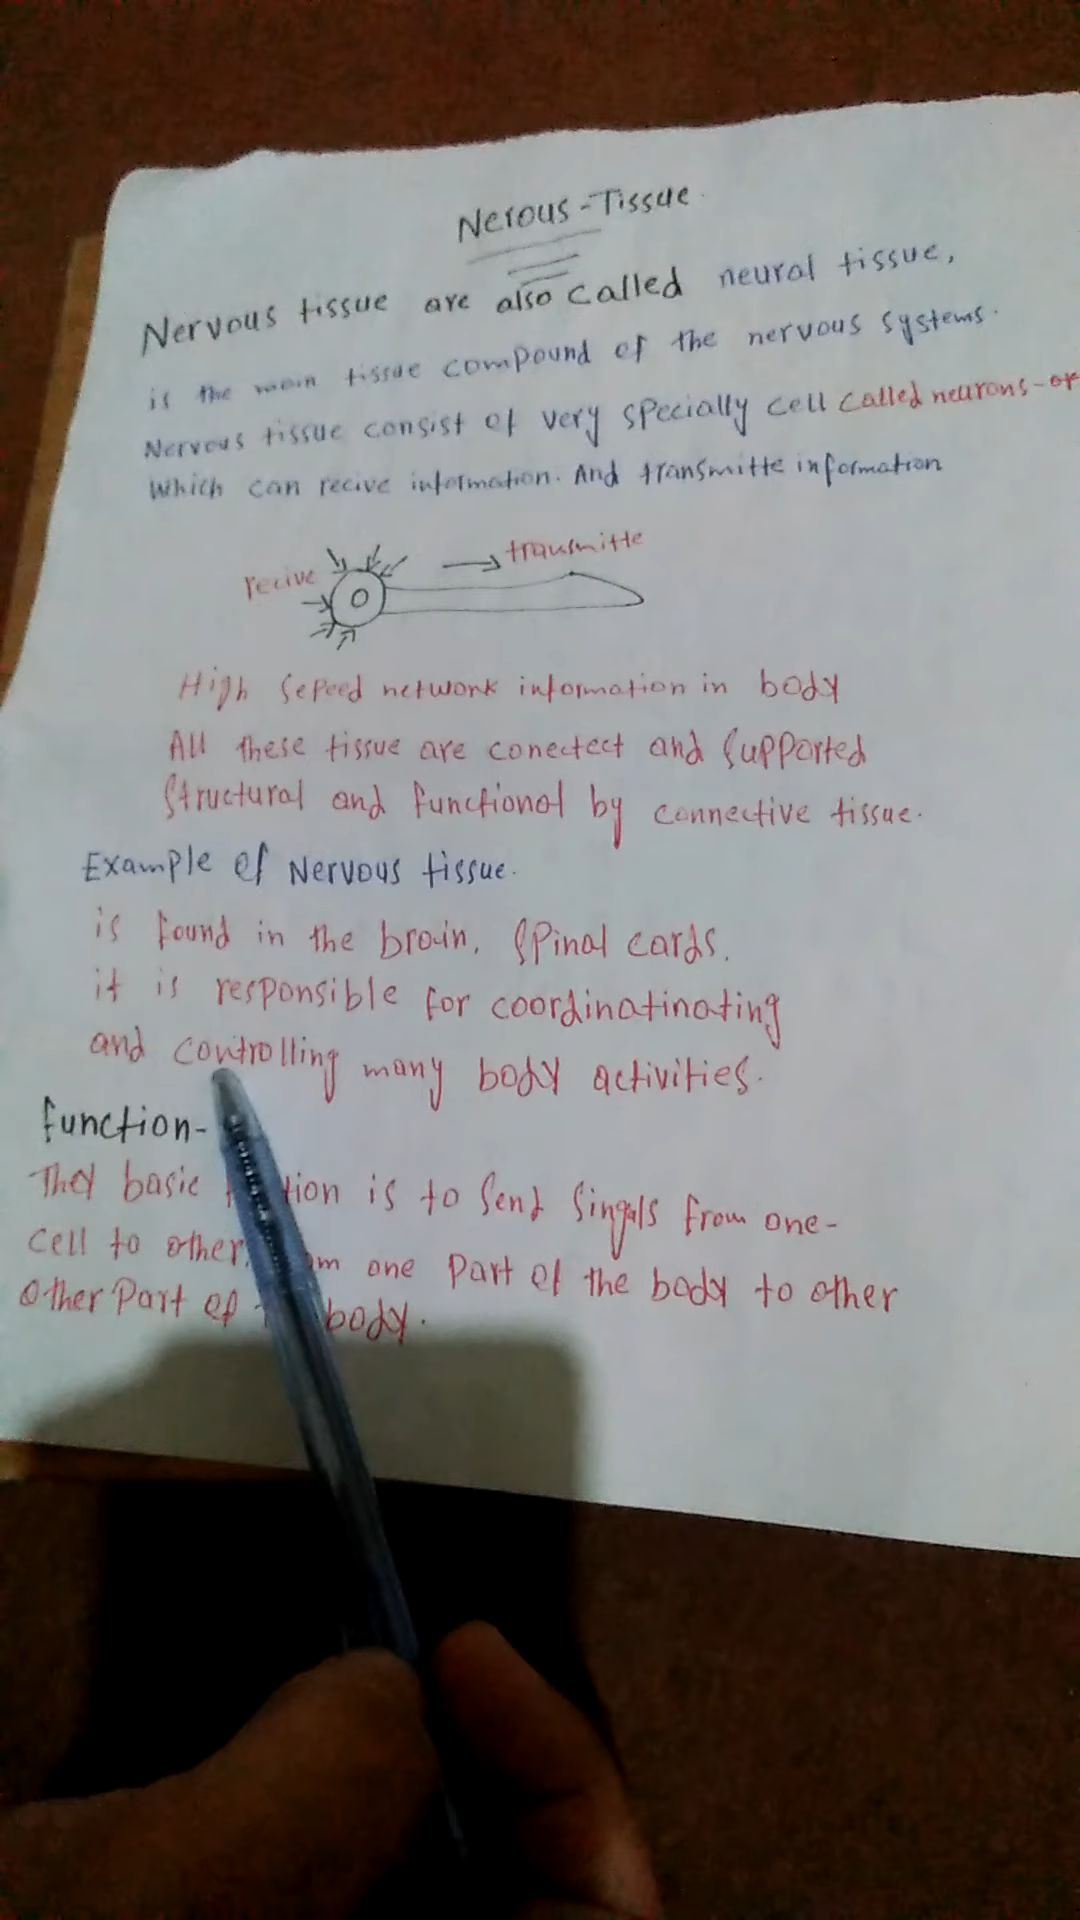 Nerous-Tissue
Nervous tissue are also called neural tissue,
is the main tissue compound of the nervous systems.
Nervous tissue consist of very specially cell called neurons-or
Which can recive information. And transmitte information
recive
transmitte
High Sepeed network information in body
All these tissue are conectect and Supported
Structural and functional by connective tissue.
Example of Nervous tissue.
is found in the brain, Spinal cards.
it is responsible for coordinatinating
and controlling many body activities.
function-
They basic is to Send Singals from one-
cell to other, one part of the body to other
other Part of body.